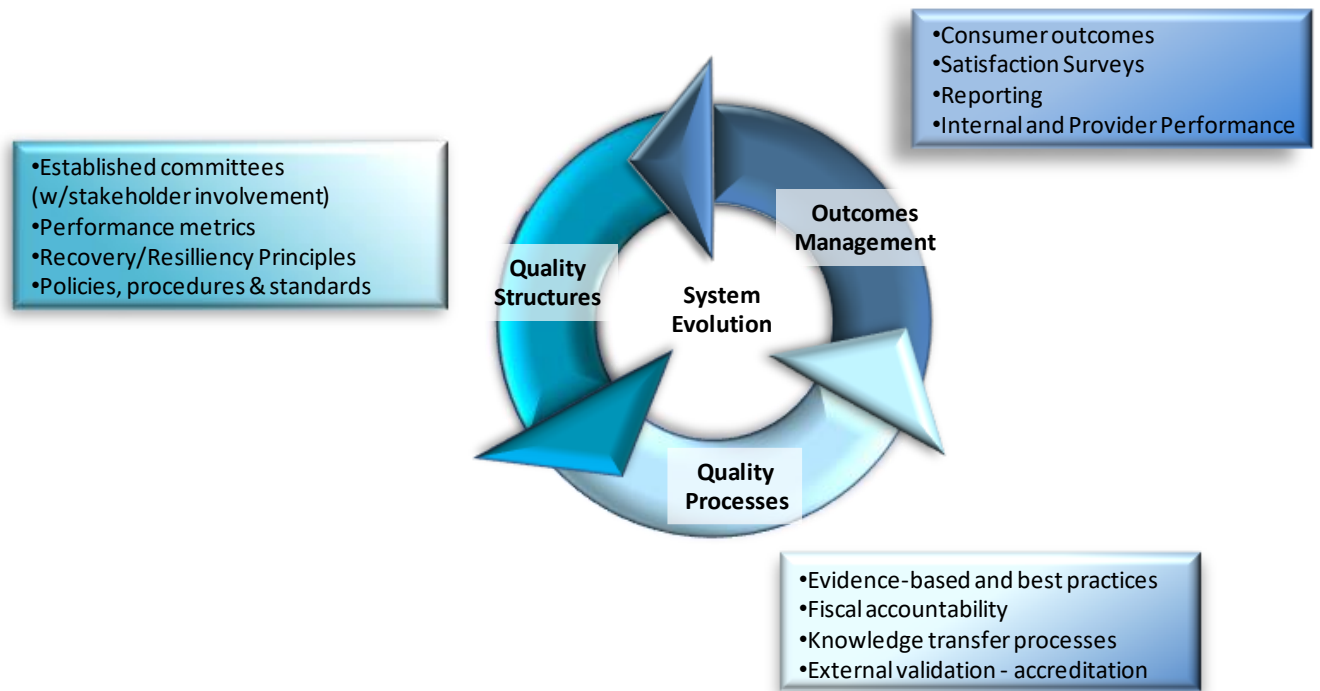 •Consumer outcomes
•Satisfaction Surveys
•Reporting
•Internal and Provider Performance
•Established committees
(w/stakeholder involvement)
•Performance metrics
•Recovery/Resilliency Principles
•Policies, procedures & standards
Outcomes
Management
Quality
Structures
System
Evolution
Quality
Processes
•Evidence-based and best practices
•Fiscal accountability
•Knowledge transfer processes
•External validation - accreditation